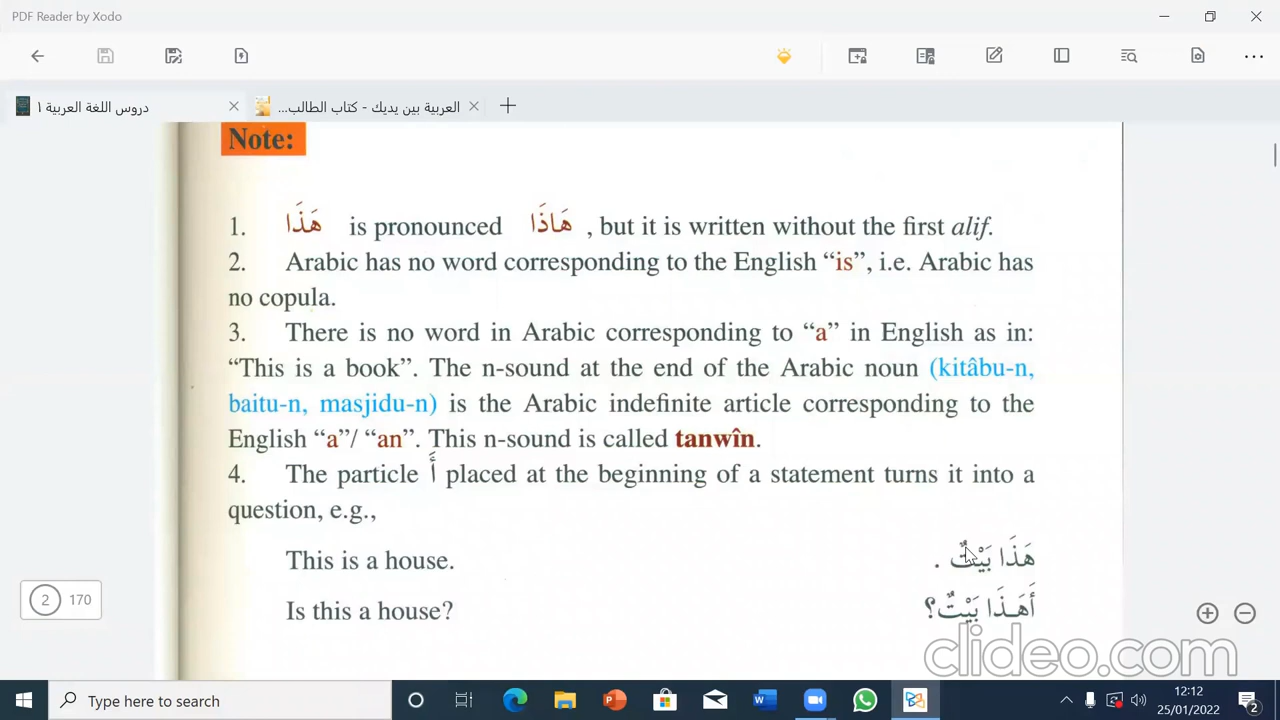 PDF Reader by Xodo
دروس اللغة العربية ١
العربية بين يديك - كتاب الطالب...
Note:
1. هَذَا is pronounced هَاذَا , but it is written without the first alif.
2. Arabic has no word corresponding to the English “is”, i.e. Arabic has
no copula.
3. There is no word in Arabic corresponding to “a” in English as in:
“This is a book”. The n-sound at the end of the Arabic noun (kitâbu-n,
baitu-n, masjidu-n) is the Arabic indefinite article corresponding to the
English “a”/ “an”. This n-sound is called tanwîn.
4. The particle أَ placed at the beginning of a statement turns it into a
question, e.g.,
This is a house. هَذَا بَيْتٌ .
Is this a house? أَهَـذَا بَيْتٌ؟
2 170
clideo.com
Type here to search
12:12
25/01/2022
2